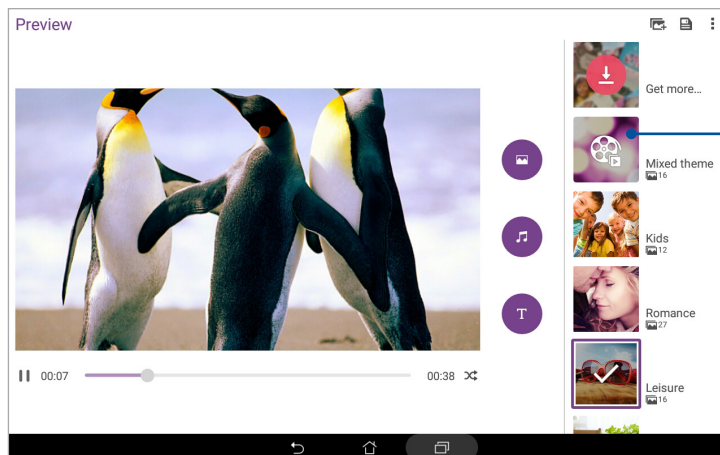 Preview
Get more...
Mixed theme
16
Kids
12
T
Romance
27
00:07
00:38
Leisure
16